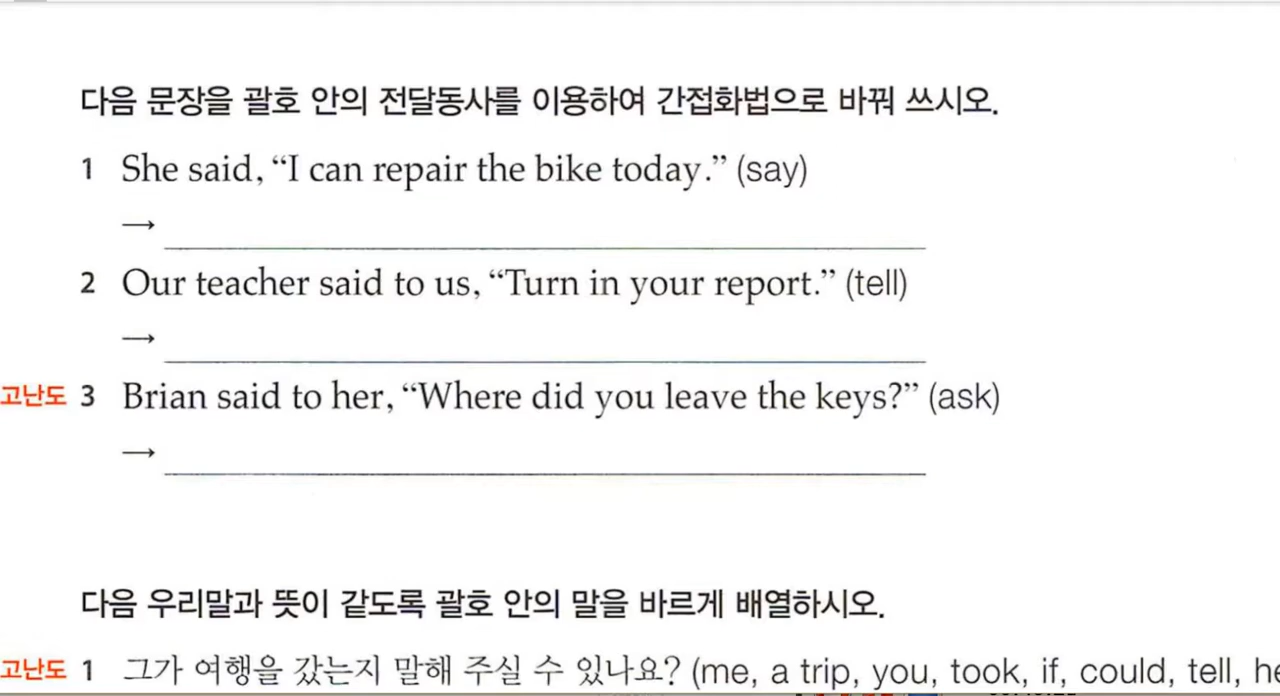 다음 문장을 괄호 안의 전달동사를 이용하여 간접화법으로 바꿔 쓰시오.
1 She said, “I can repair the bike today.” (say)
→
2 Our teacher said to us, “Turn in your report.” (tell)
→
고난도 3 Brian said to her, “Where did you leave the keys?” (ask)
→
다음 우리말과 뜻이 같도록 괄호 안의 말을 바르게 배열하시오.
고난도 1 그가 여행을 갔는지 말해 주실 수 있나요? (me, a trip, you, took, if, could, tell,